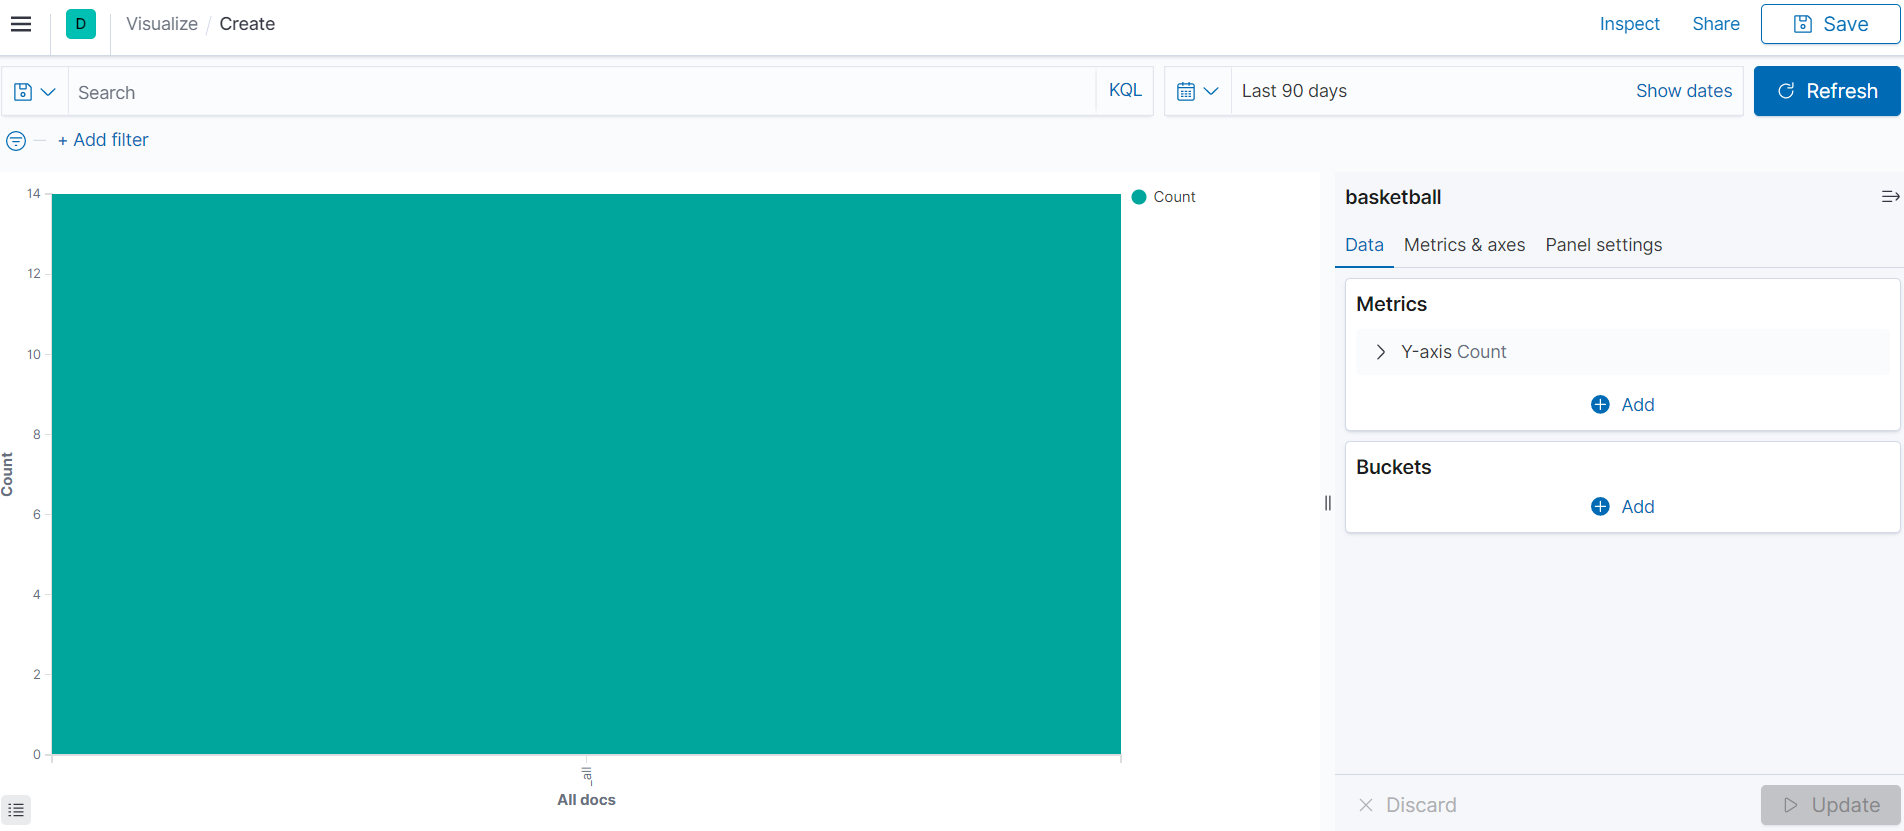 D Visualize / Create Inspect Share Save
Search KQL Last 90 days Show dates Refresh
+ Add filter
14
12
10
8
6
4
2
0
Count
_all
All docs
Count
basketball
Data Metrics & axes Panel settings
Metrics
Y-axis Count
Add
Buckets
Add
Discard Update